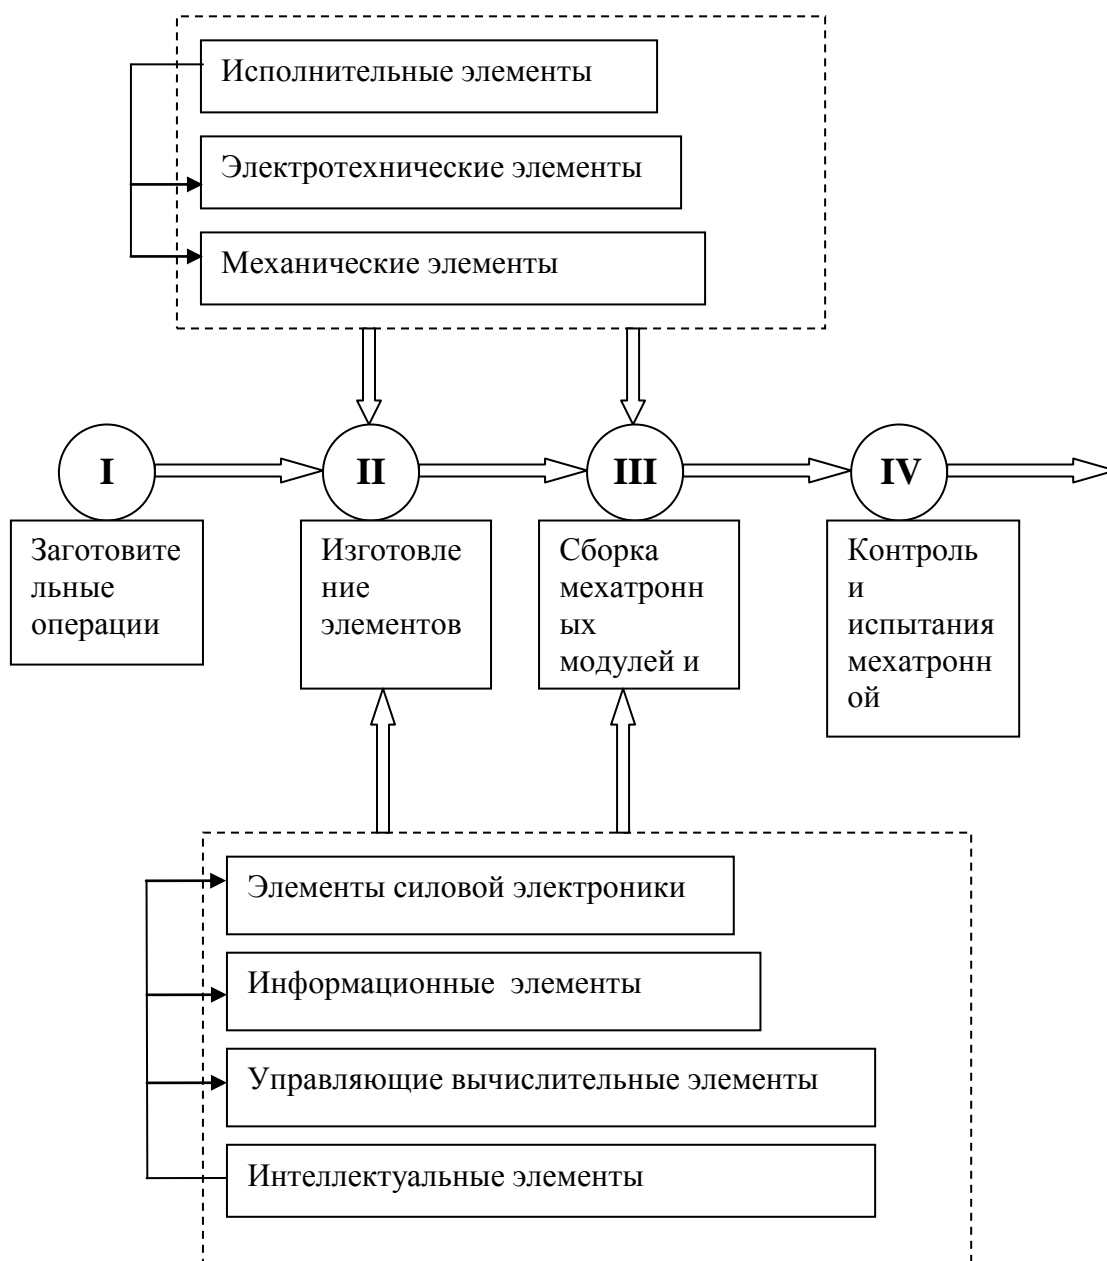 Исполнительные элементы
Электротехнические элементы
Механические элементы
I
II
III
IV
Заготовите
льные
операции
Изготовле
ние
элементов
Сборка
мехатронн
ых
модулей и
Контроль
и
испытания
мехатронн
ой
Элементы силовой электроники
Информационные  элементы
Управляющие вычислительные элементы
Интеллектуальные элементы